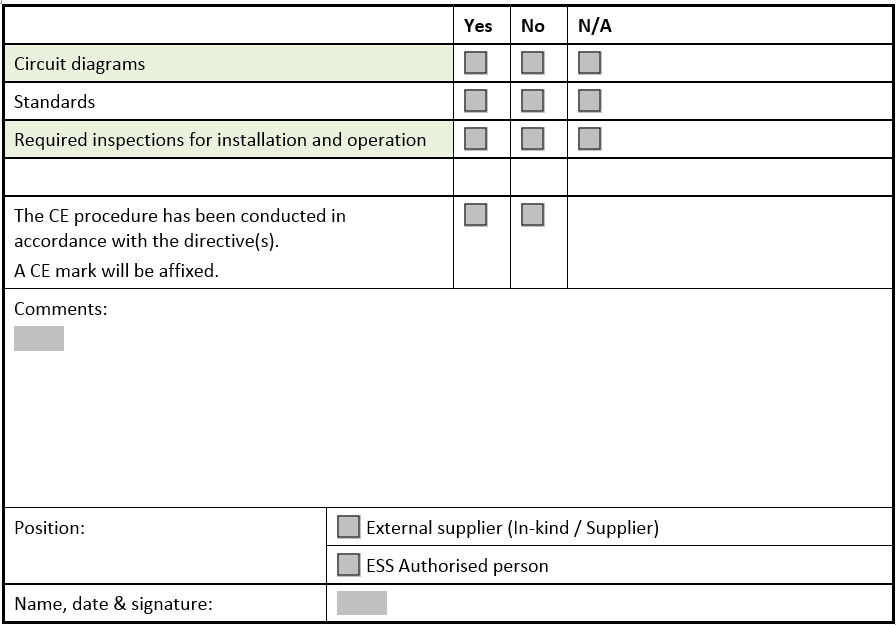 Yes No N/A
Circuit diagrams
Standards
Required inspections for installation and operation
The CE procedure has been conducted in
accordance with the directive(s).
A CE mark will be affixed.
Comments:
Position:
External supplier (In-kind / Supplier)
ESS Authorised person
Name, date & signature: